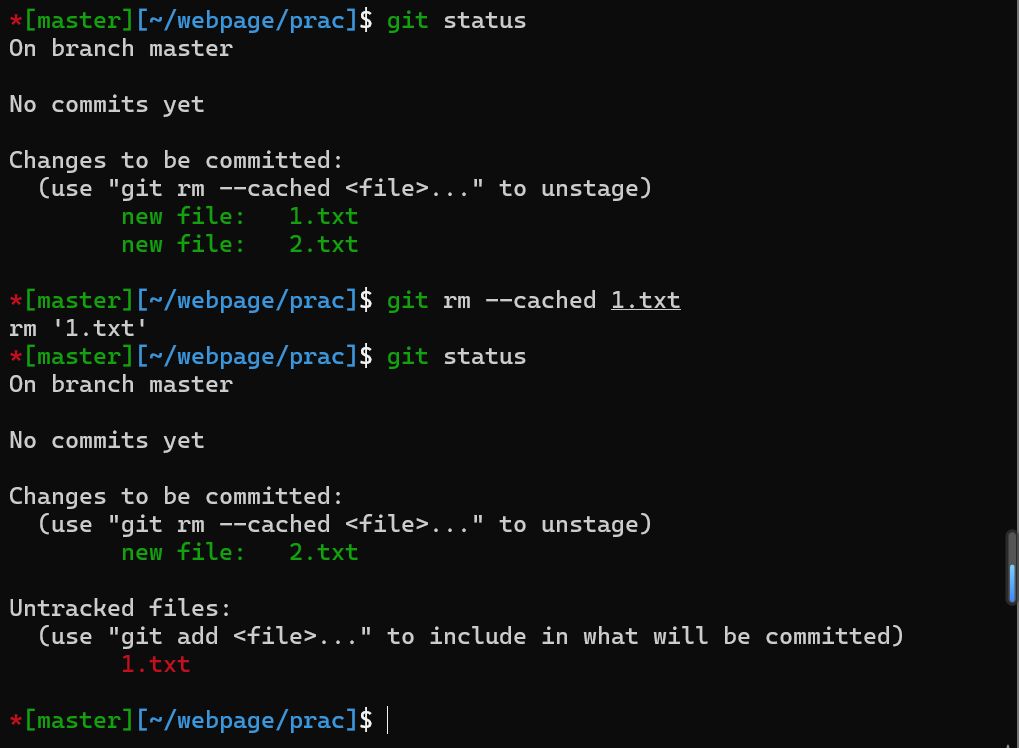 *[master][~/webpage/prac]$ git status
On branch master
No commits yet
Changes to be committed:
  (use "git rm --cached <file>..." to unstage)
        new file:   1.txt
        new file:   2.txt
*[master][~/webpage/prac]$ git rm --cached 1.txt
rm '1.txt'
*[master][~/webpage/prac]$ git status
On branch master
No commits yet
Changes to be committed:
  (use "git rm --cached <file>..." to unstage)
        new file:   2.txt
Untracked files:
  (use "git add <file>..." to include in what will be committed)
        1.txt
*[master][~/webpage/prac]$